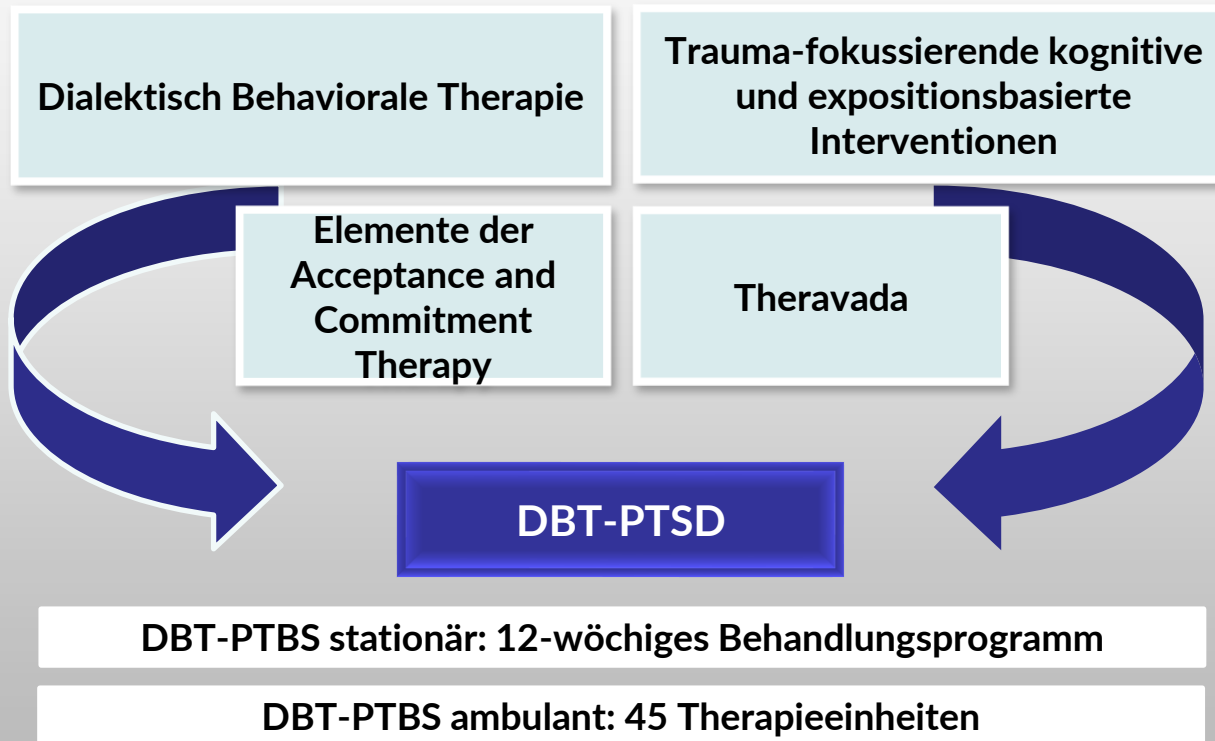 Dialektisch Behaviorale Therapie
Trauma-fokussierende kognitive
und expositionsbasierte
Interventionen
Elemente der
Acceptance and
Commitment
Therapy
Theravada
DBT-PTSD
DBT-PTBS stationär: 12-wöchiges Behandlungsprogramm
DBT-PTBS ambulant: 45 Therapieeinheiten